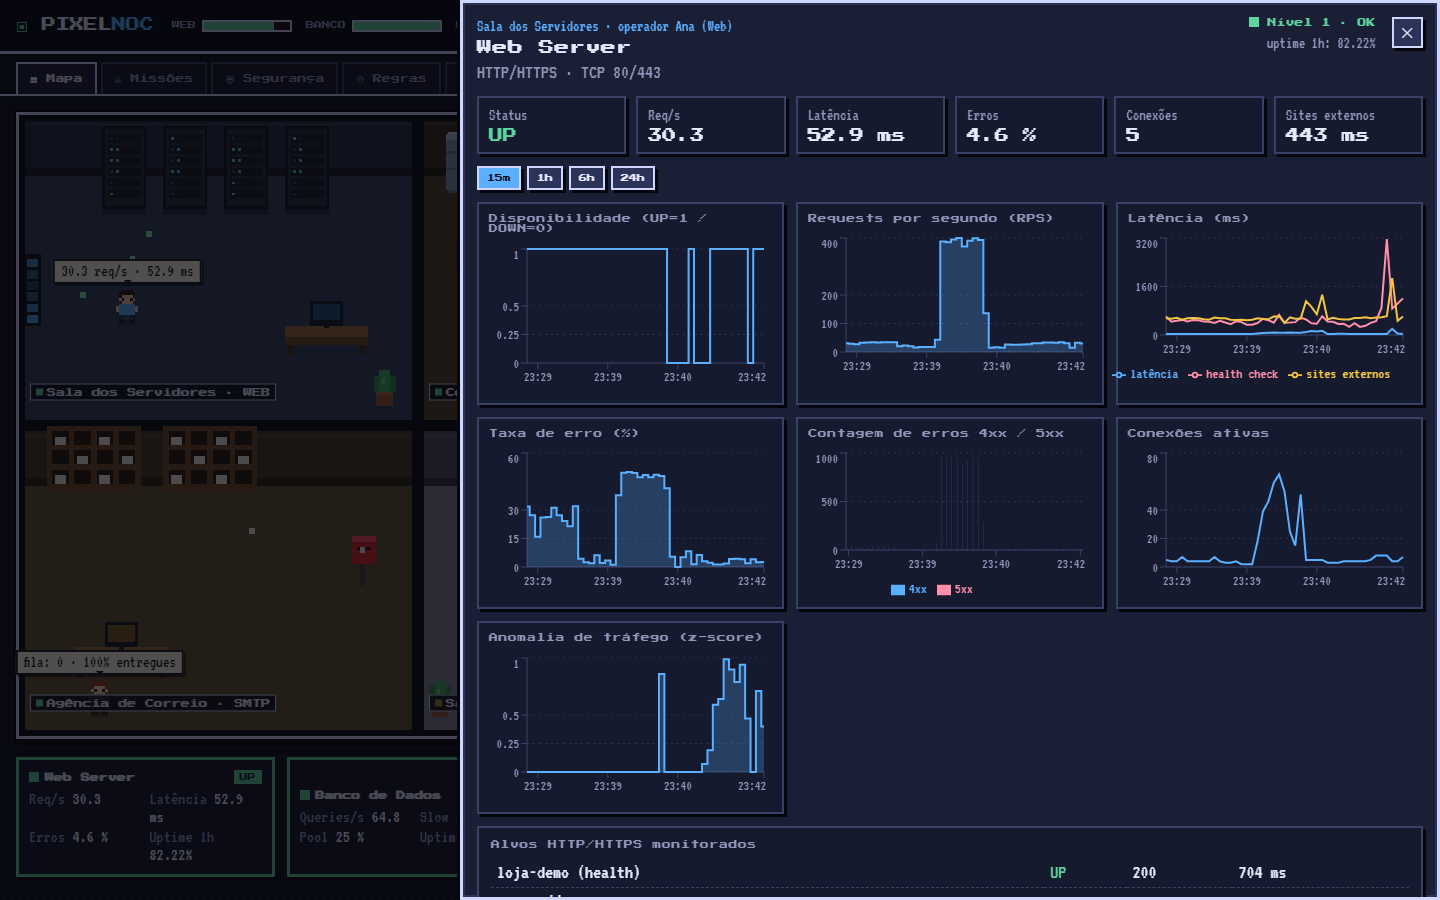 PIXELNOC WEB BANCO
Mapa Missões Segurança Regras
30.3 req/s · 52.9 ms
Sala dos Servidores · WEB
fila: 0 · 100% entregues
Agência de Correio · SMTP
Web Server UP
Req/s 30.3 Latência 52.9 ms
Erros 4.6 % Uptime 1h 82.22%
Banco de Dados
Queries/s 64.8 Slow
Pool 25 %
Sala dos Servidores · operador Ana (Web)
Web Server
HTTP/HTTPS · TCP 80/443
Nível 1 · OK
uptime 1h: 82.22%
Status
UP
Req/s
30.3
Latência
52.9 ms
Erros
4.6 %
Conexões
5
Sites externos
443 ms
15m 1h 6h 24h
Disponibilidade (UP=1 /
DOWN=0)
1
0.5
0.25
0
23:29 23:39 23:40 23:42
Requests por segundo (RPS)
400
200
100
0
23:29 23:39 23:40 23:42
Latência (ms)
3200
1600
0
23:29 23:39 23:40 23:42
latência health check sites externos
Taxa de erro (%)
60
30
15
0
23:29 23:39 23:40 23:42
Contagem de erros 4xx / 5xx
1000
500
0
23:29 23:39 23:40 23:42
4xx 5xx
Conexões ativas
80
40
20
0
23:29 23:39 23:40 23:42
Anomalia de tráfego (z-score)
1
0.5
0.25
0
23:29 23:39 23:40 23:42
Alvos HTTP/HTTPS monitorados
loja-demo (health) UP 200 704 ms